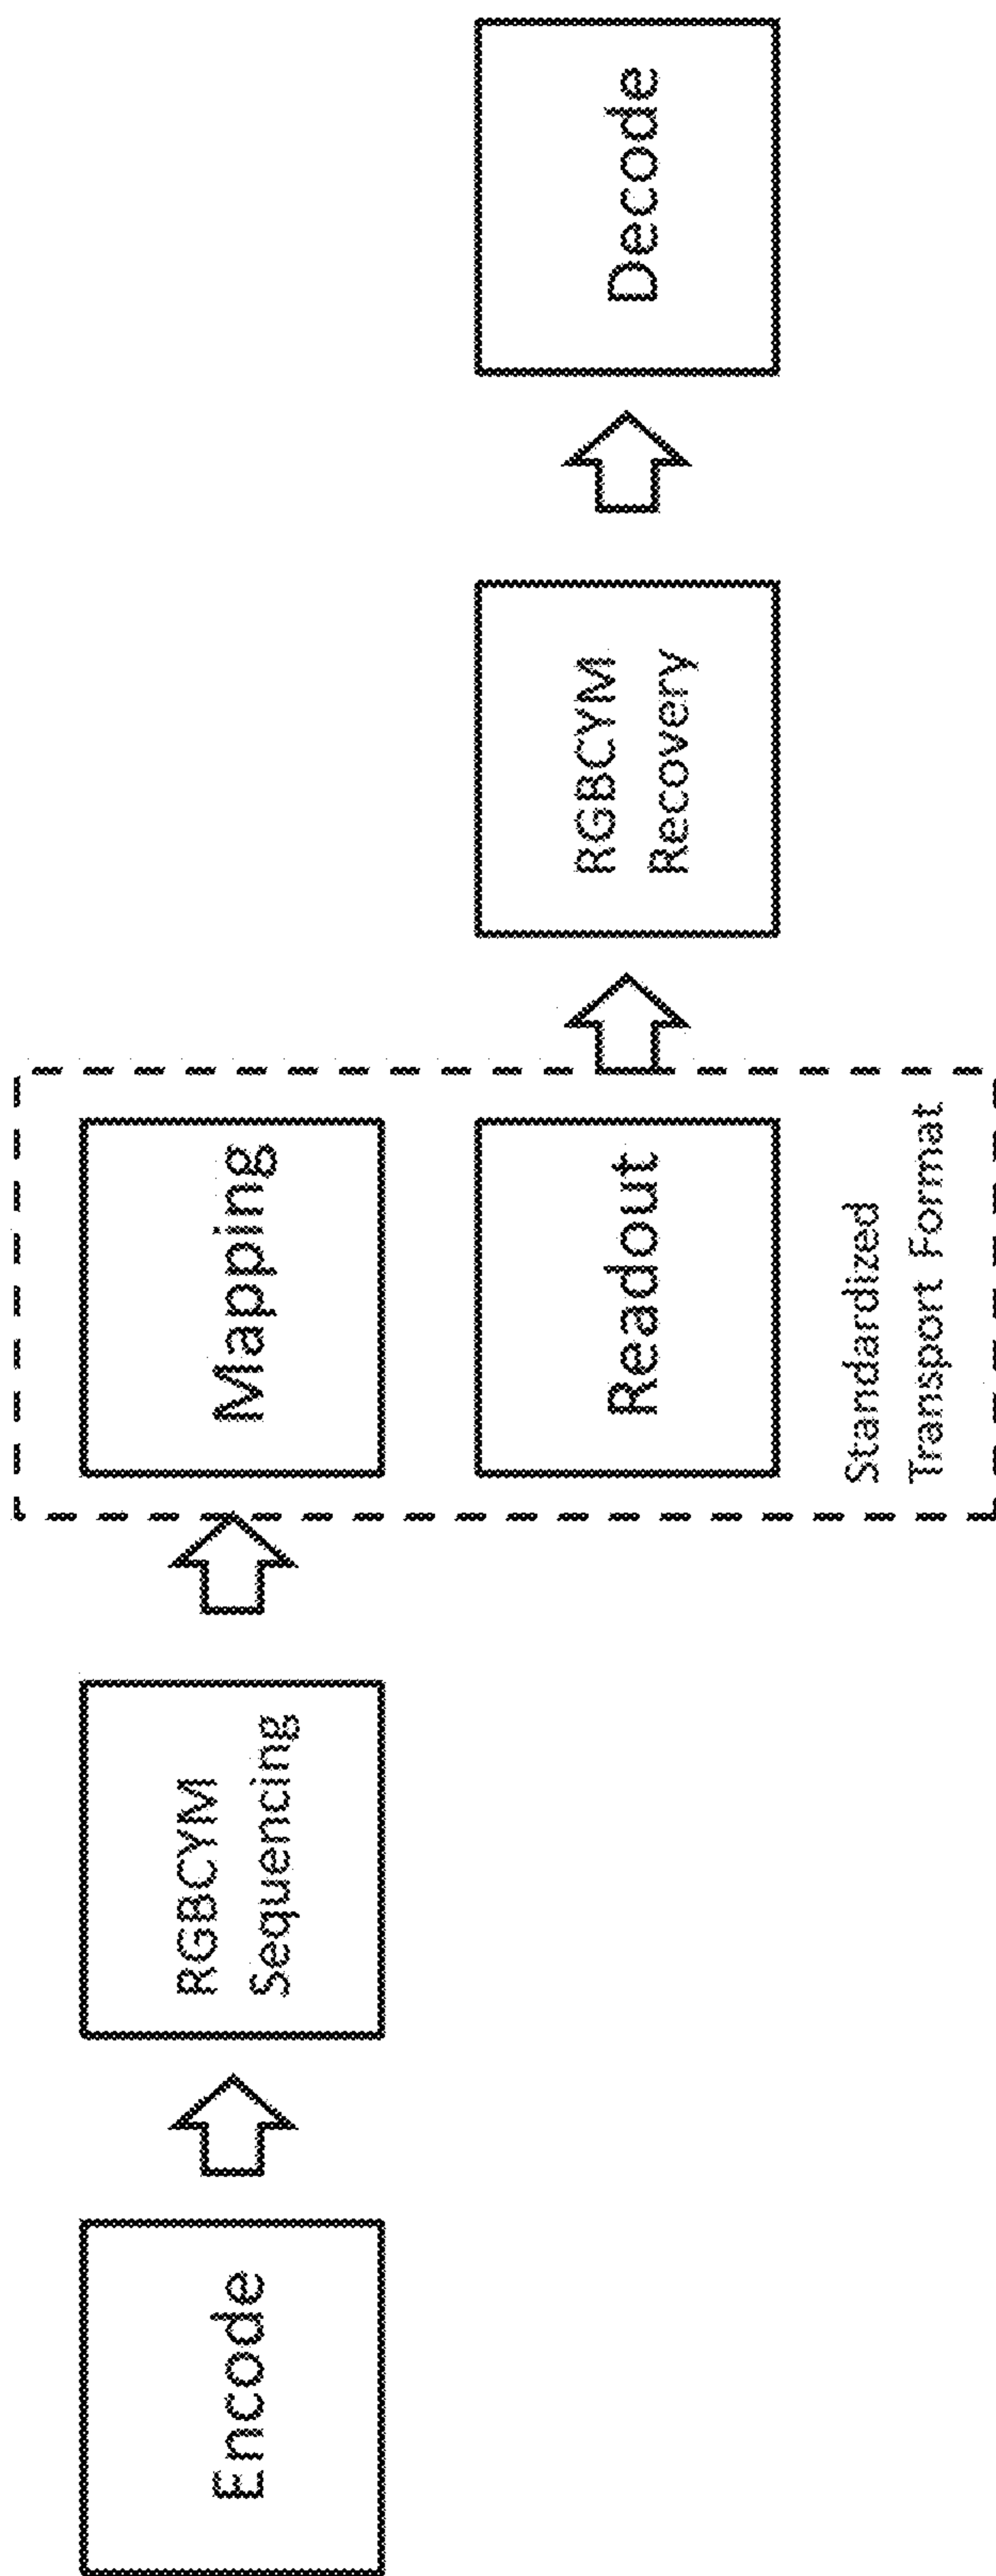 Encode
RGBCYM
Sequencing
Mapping
Readout
Standardized
Transport Format
RGBCYM
Recovery
Decode